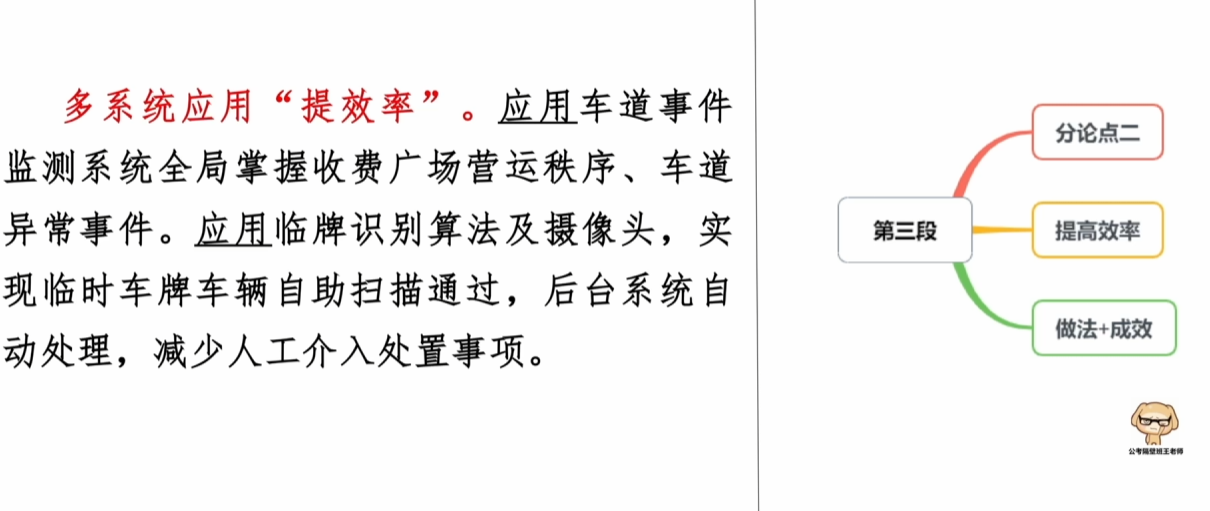 多系统应用“提效率”。应用车道事件
监测系统全局掌握收费广场营运秩序、车道
异常事件。应用临牌识别算法及摄像头，实
现临时车牌车辆自助扫描通过，后台系统自
动处理，减少人工介入处置事项。
第三段
分论点二
提高效率
做法+成效
公考隔壁班王老师